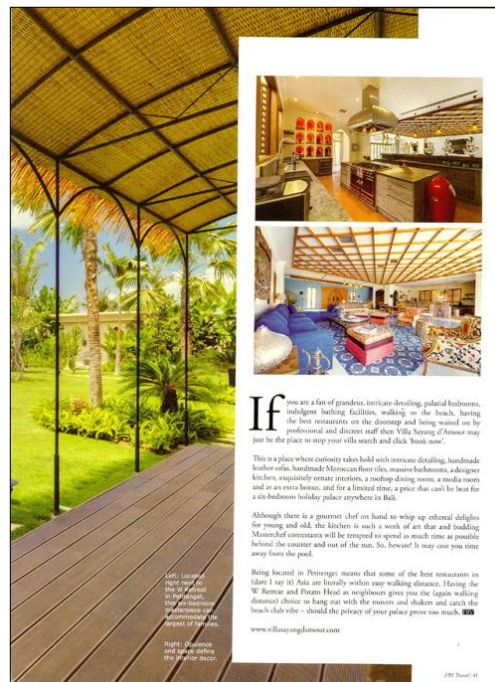 If you are a fan of grandeur, intricate detailing, palatial bedrooms,
indulgent bathing facilities, walking to the beach, having
the best restaurants on the doorstep and being waited on by
professional and discreet staff then Villa Sayang d'Amour may
just be the place to stop your villa search and click 'book now'.
This is a place where curiosity takes hold with intricate detailing, handmade
leather sofas, handmade Moroccan floor tiles, massive bathrooms, a designer
kitchen, exquisitely ornate interiors, a rooftop dining room, a media room
and as an extra bonus, and for a limited time, a price that can't be beat for
a six-bedroom holiday palace anywhere in Bali.
Although there is a gourmet chef on hand to whip up ethereal delights
for young and old, the kitchen is such a work of art that and budding
Masterchef contestants will be tempted to spend as much time as possible
behind the counter and out of the sun. So, beware! It may cost you time
away from the pool.
Being located in Petitenget means that some of the best restaurants in
(dare I say it) Asia are literally within easy walking distance. Having the
W Retreat and Potato Head as neighbours gives you the (again walking
distance) choice to hang out with the movers and shakers and catch the
beach club vibe – should the privacy of your palace prove too much.
www.villasayangdamour.com
Left: Located
right next to
the W Retreat
in Petitenget,
this six-bedroom
masterpiece can
accommodate the
largest of families.
Right: Opulence
and space define
the interior decor.
Travel | 41